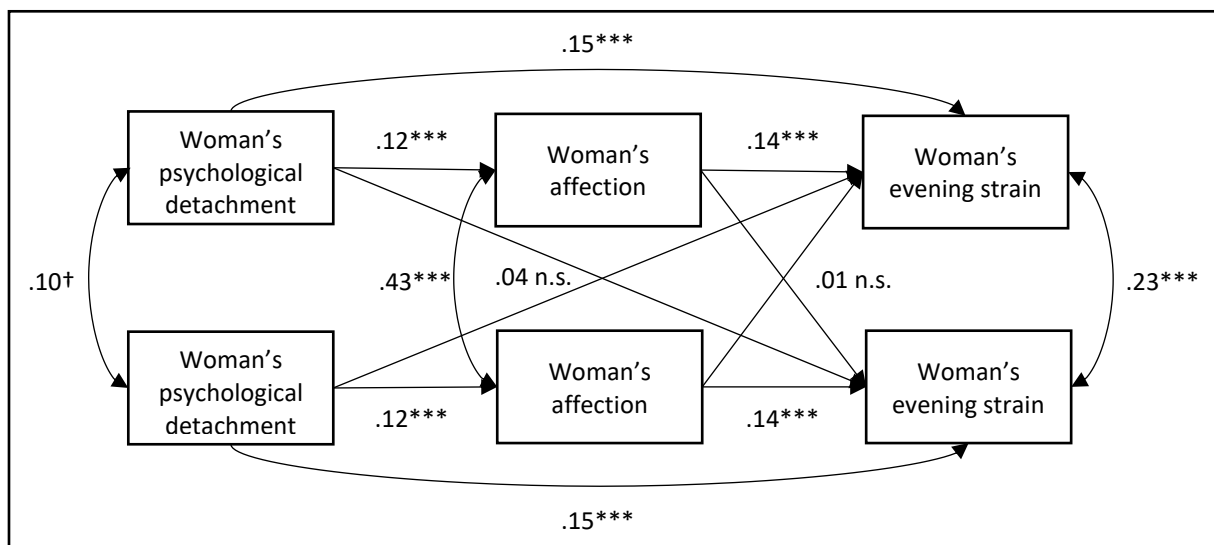 .15***
Woman’s
psychological
detachment
.12***
Woman’s
affection
.14***
Woman’s
evening strain
.10†
.43***
.04 n.s.
.01 n.s.
.23***
Woman’s
psychological
detachment
.12***
Woman’s
affection
.14***
Woman’s
evening strain
.15***